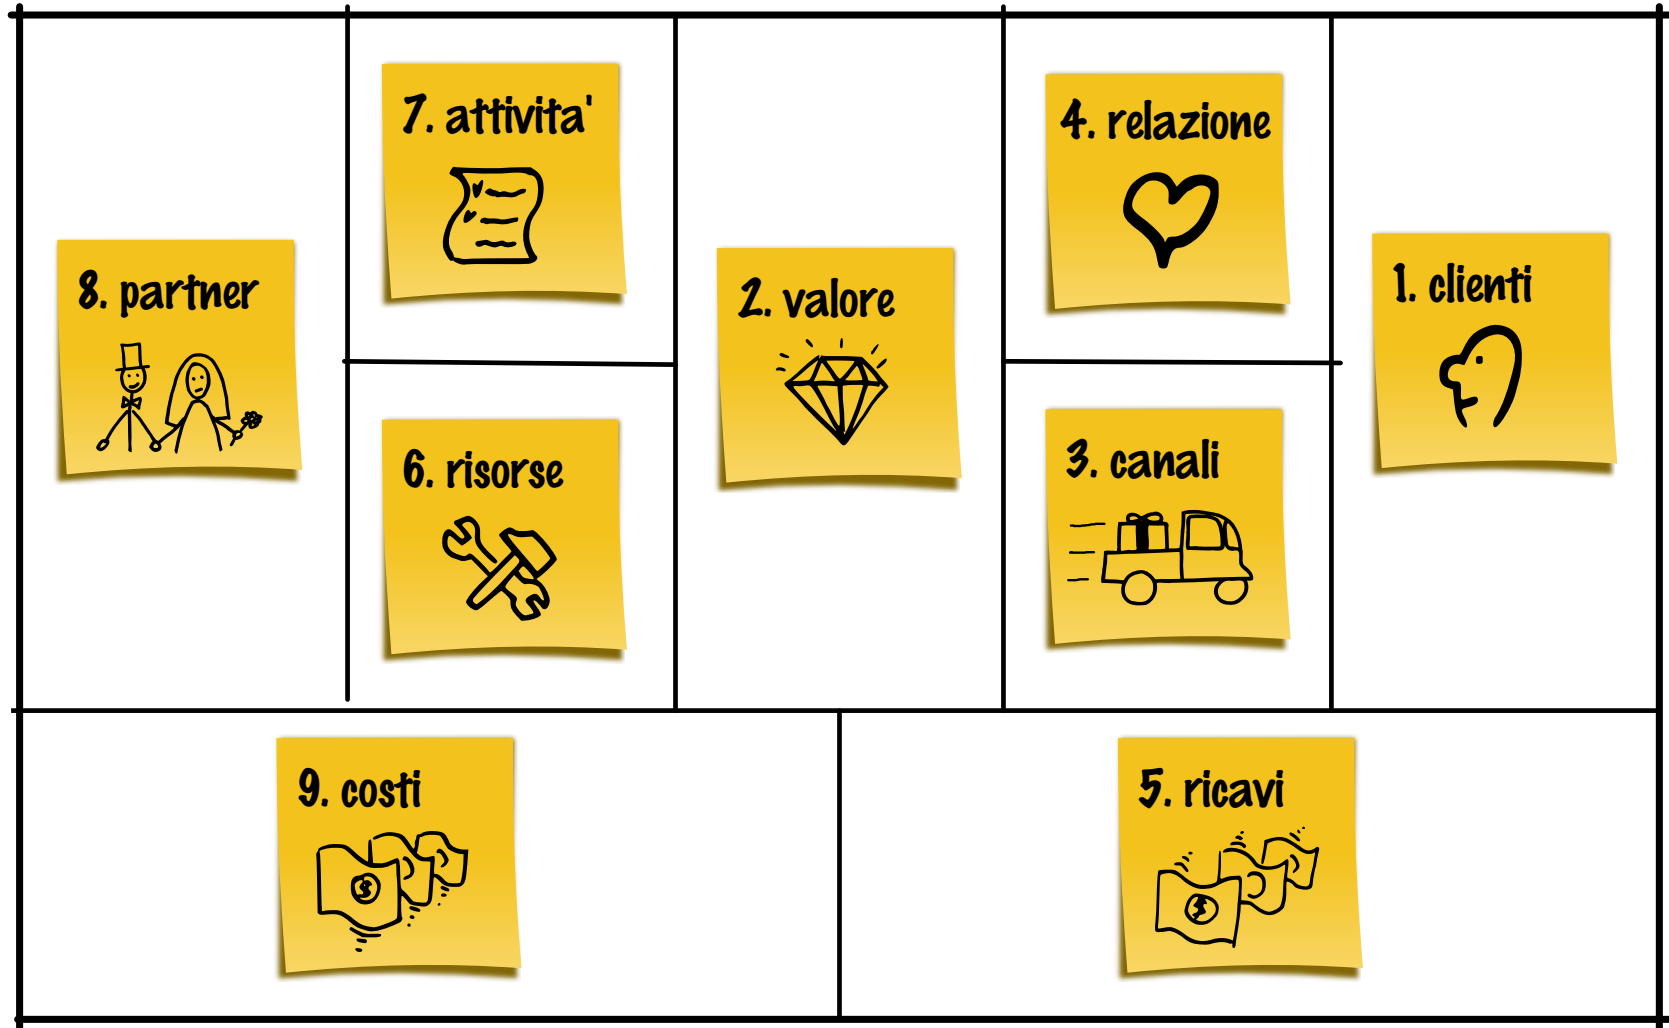 8. partner
7. attivita'
6. risorse
2. valore
4. relazione
3. canali
1. clienti
9. costi
$
5. ricavi
$